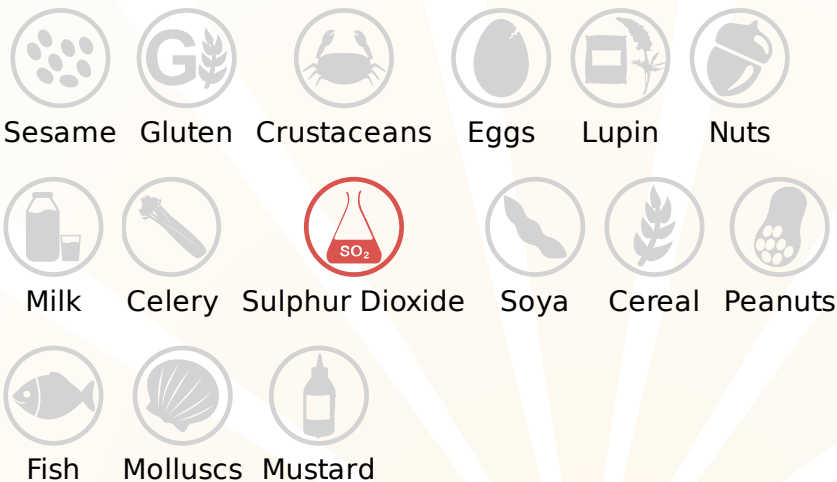 G
Sesame Gluten Crustaceans Eggs Lupin Nuts
SO₂
Milk Celery Sulphur Dioxide Soya Cereal Peanuts
Fish Molluscs Mustard